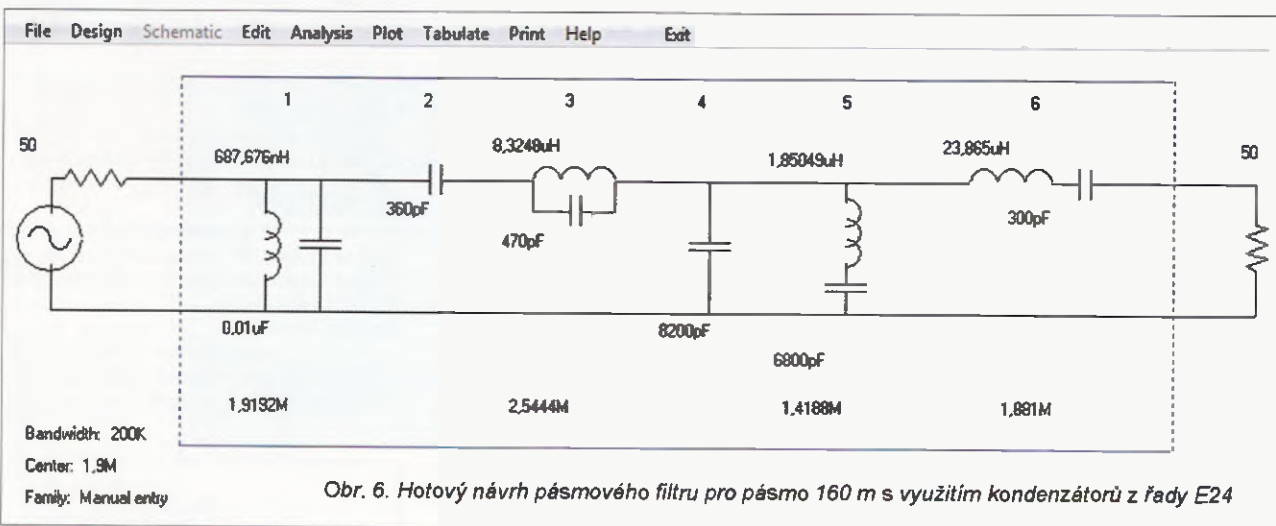 File Design Schematic Edit Analysis Plot Tabulate Print Help Exit
1 2 3 4 5 6
50 687,676nH 8,3248uH 1,85049uH 23,865uH 50
360pF 470pF 300pF
0.01uF 8200pF
6800pF
1,9192M 2,5444M 1,4188M 1,881M
Bandwidth: 200K
Center: 1,9M
Family: Manual entry
Obr. 6. Hotový návrh pásmového filtru pro pásmo 160 m s využitím kondenzátorů z řady E24